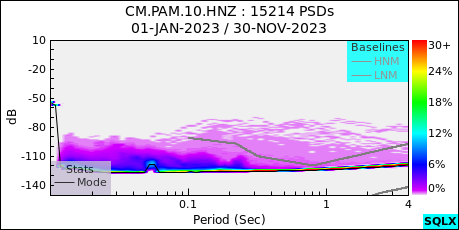 CM.PAM.10.HNZ : 15214 PSDs
01-JAN-2023 / 30-NOV-2023
10
-20
-50
-80
-110
-140
dB
Baselines
HNM
LNM
Stats
Mode
30+
24%
18%
12%
6%
0%
0.1
1
4
Period (Sec)
SQLX